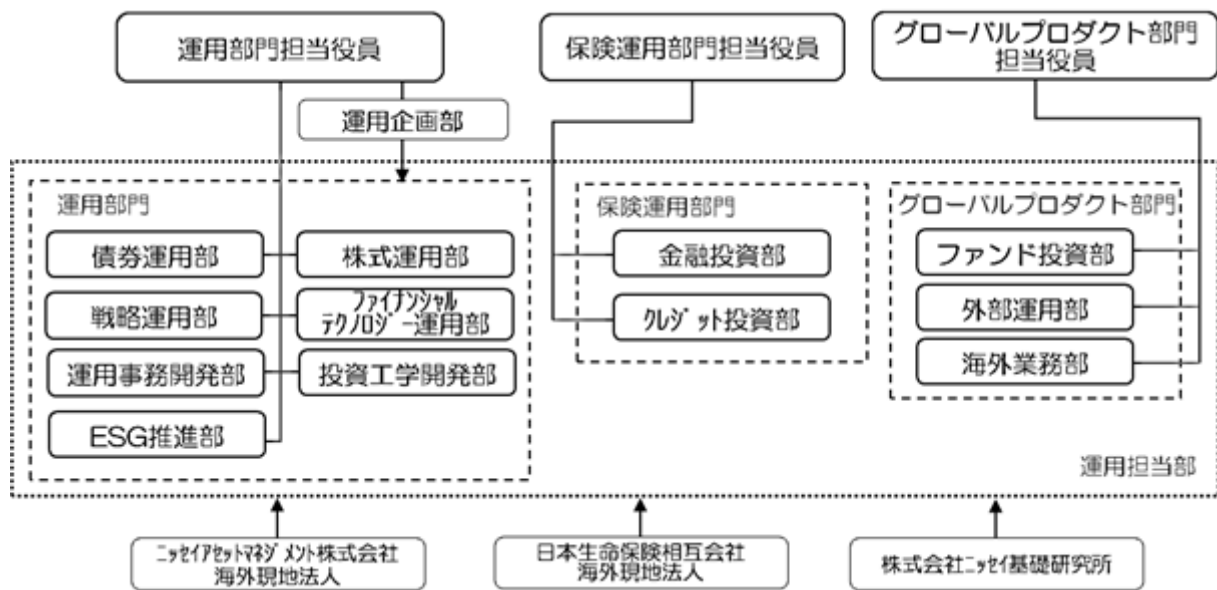 運用部門担当役員
保険運用部門担当役員
グローバルプロダクト部門
担当役員
運用企画部
運用部門
債券運用部
株式運用部
戦略運用部
ファイナンシャル
テクノロジー運用部
運用事務開発部
投資工学開発部
ESG推進部
保険運用部門
金融投資部
クレジット投資部
グローバルプロダクト部門
ファンド投資部
外部運用部
海外業務部
運用担当部
ニッセイアセットマネジメント株式会社
海外現地法人
日本生命保険相互会社
海外現地法人
株式会社ニッセイ基礎研究所